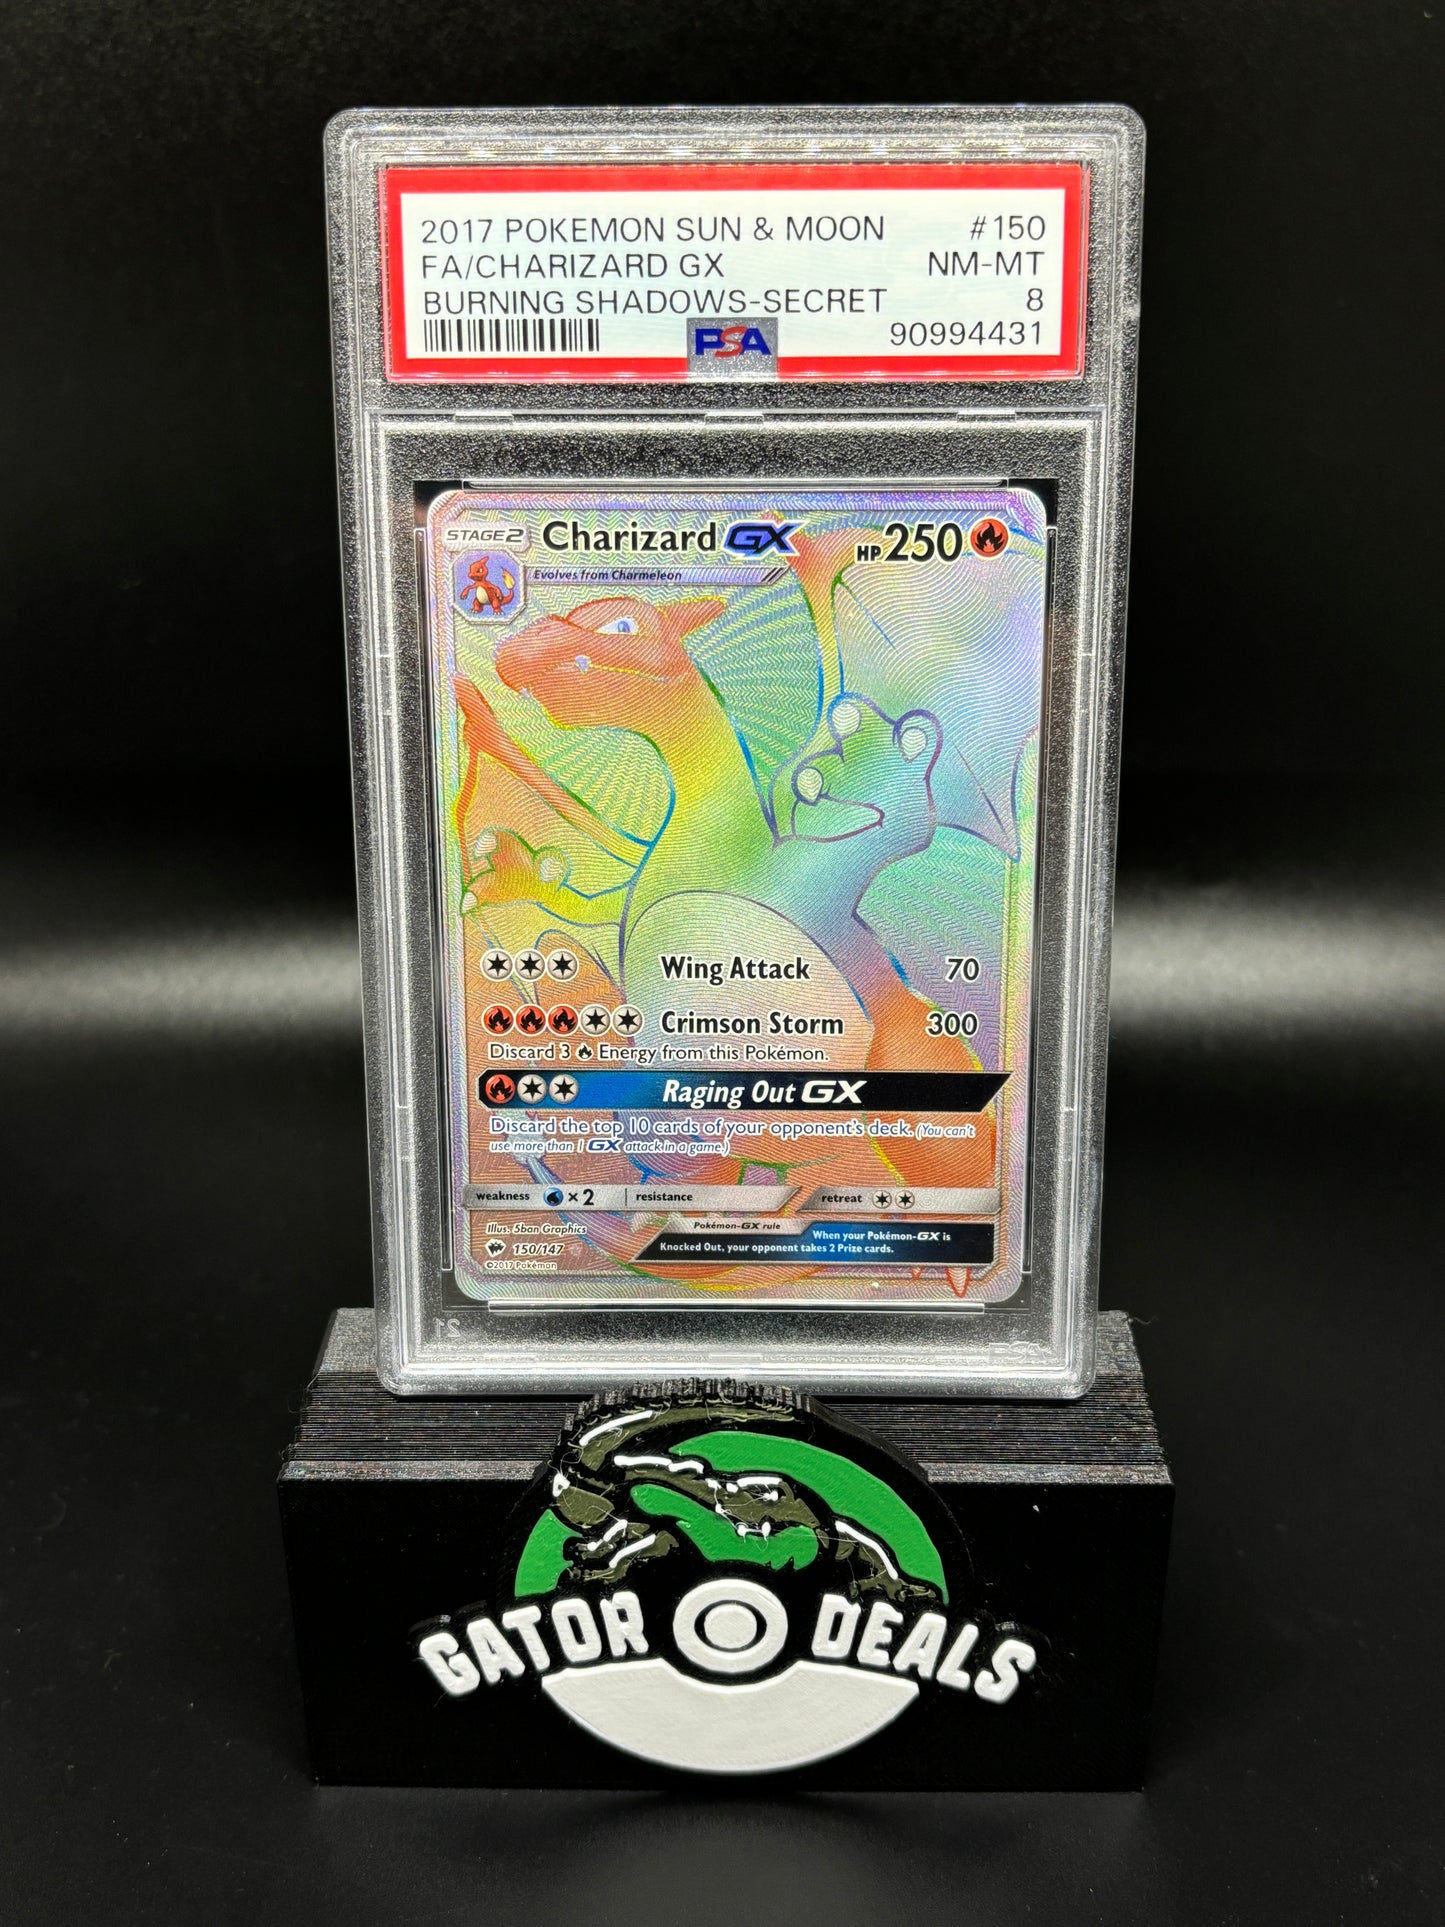 2017 POKEMON SUN & MOON #150
FA/CHARIZARD GX NM-MT
BURNING SHADOWS-SECRET 8
PSA 90994431
STAGE2 Charizard GX HP250
Evolves from Charmeleon
Wing Attack 70
Crimson Storm 300
Discard 3 Energy from this Pokémon.
Raging Out GX
Discard the top 10 cards of your opponent's deck. (You can't
use more than 1 GX attack in a game.)
weakness ×2 resistance retreat
Illus. 5ban Graphics
150/147
©2017 Pokémon
Pokémon-GX rule
When your Pokémon-GX is
Knocked Out, your opponent takes 2 Prize cards.
GATOR DEALS